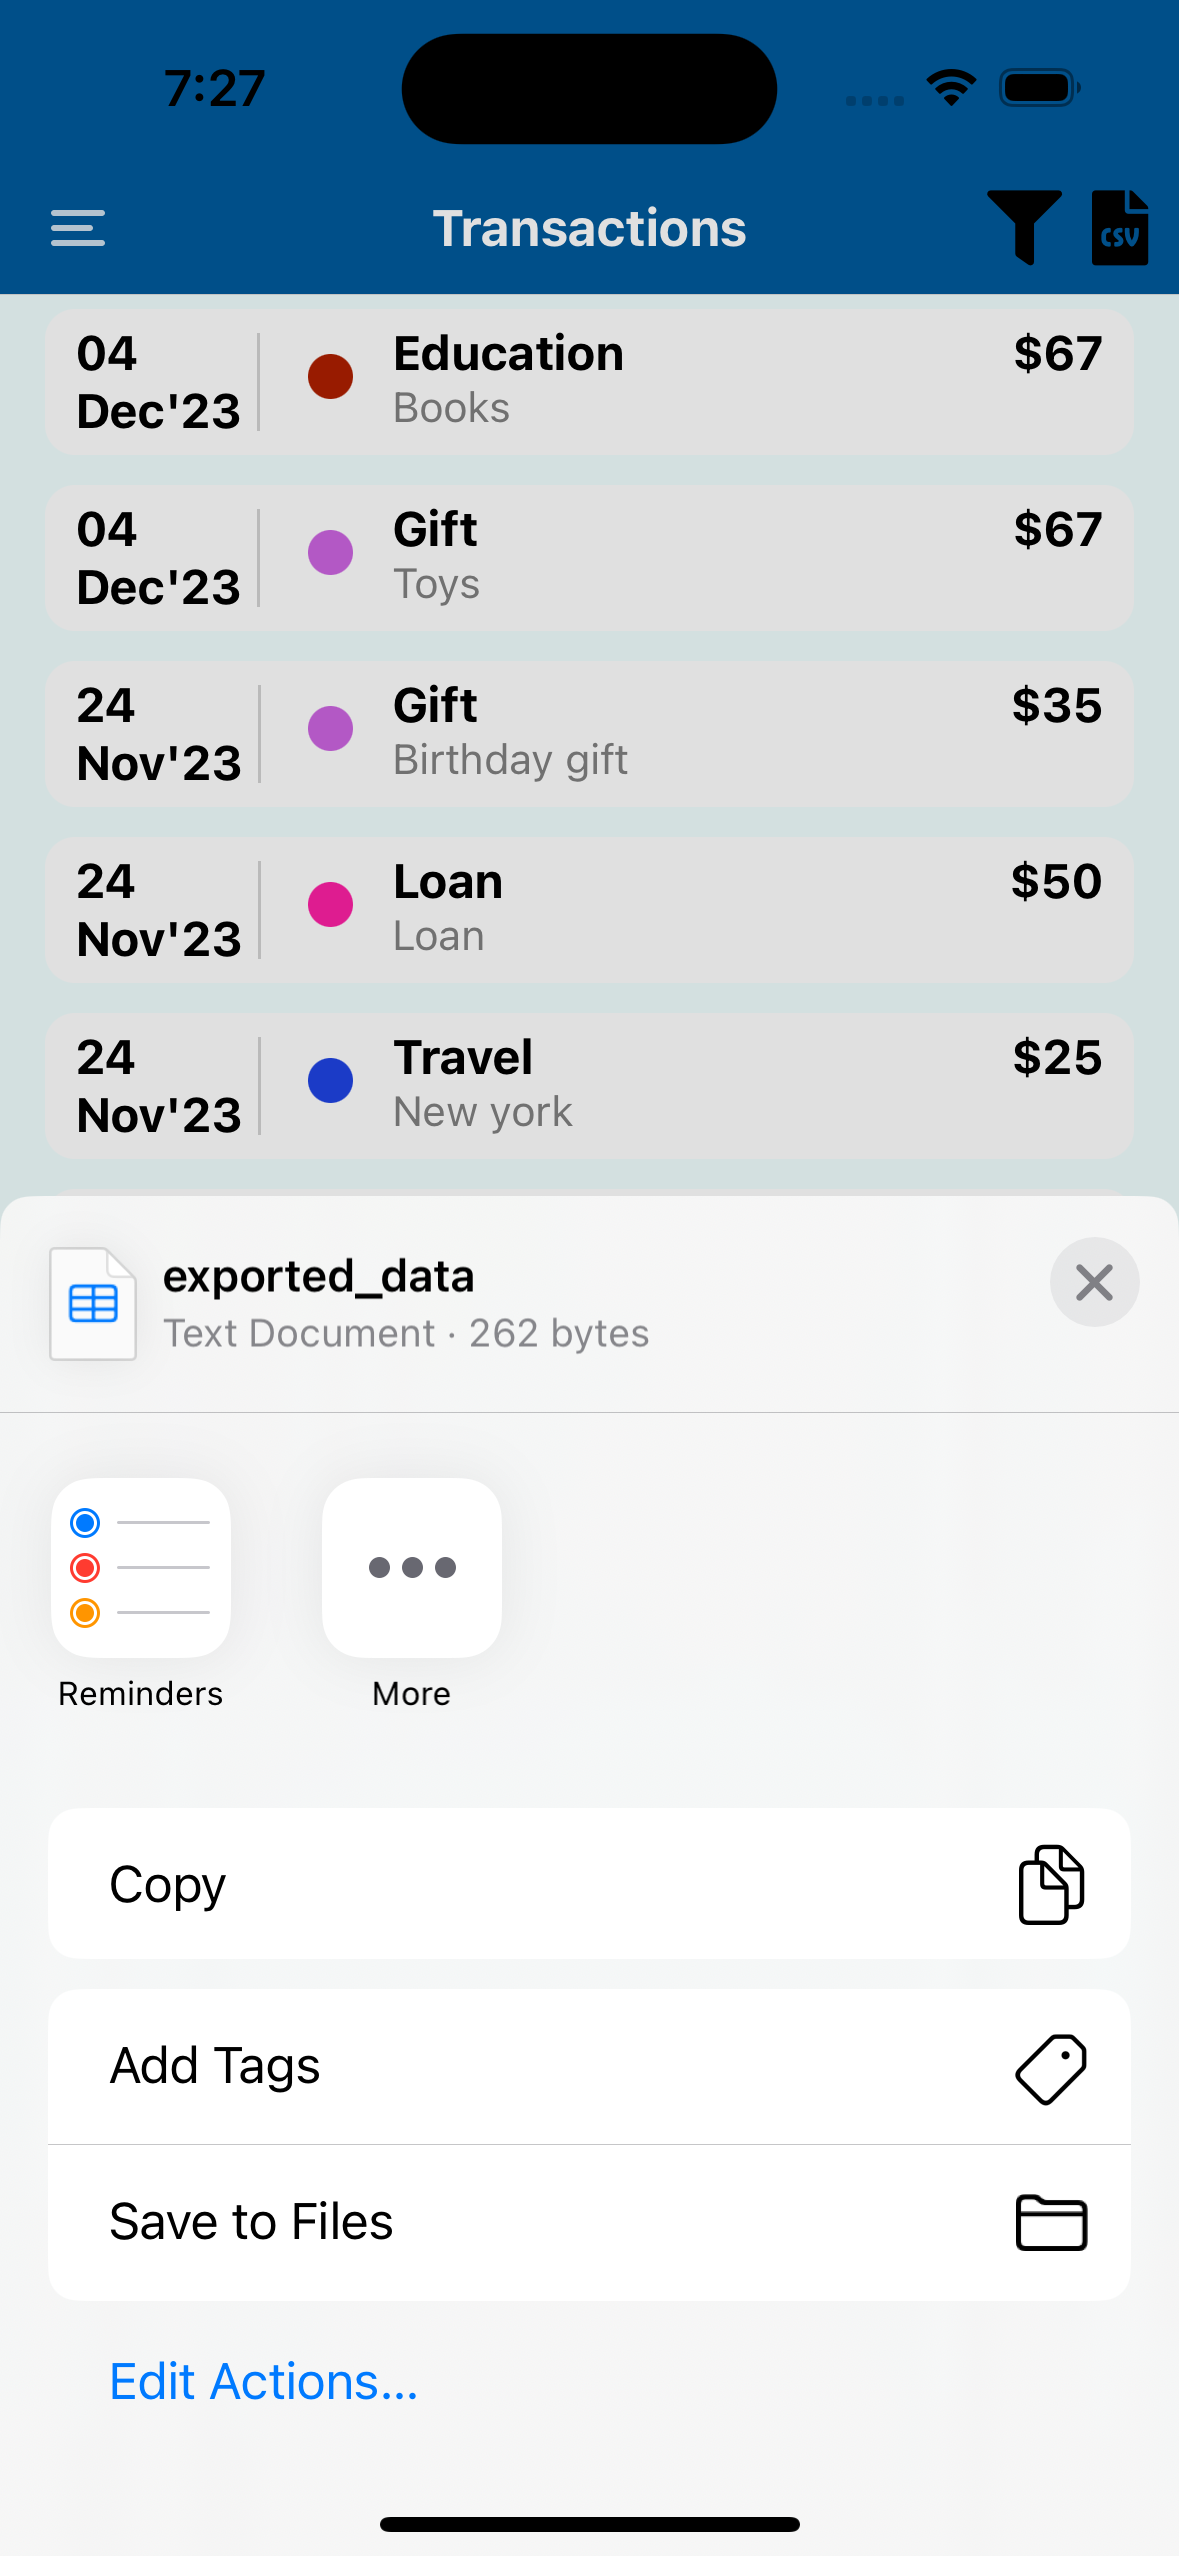 7:27
Transactions
CSV
04
Dec'23
Education
Books
$67
04
Dec'23
Gift
Toys
$67
24
Nov'23
Gift
Birthday gift
$35
24
Nov'23
Loan
Loan
$50
24
Nov'23
Travel
New york
$25
exported_data
Text Document · 262 bytes
Reminders
More
Copy
Add Tags
Save to Files
Edit Actions...